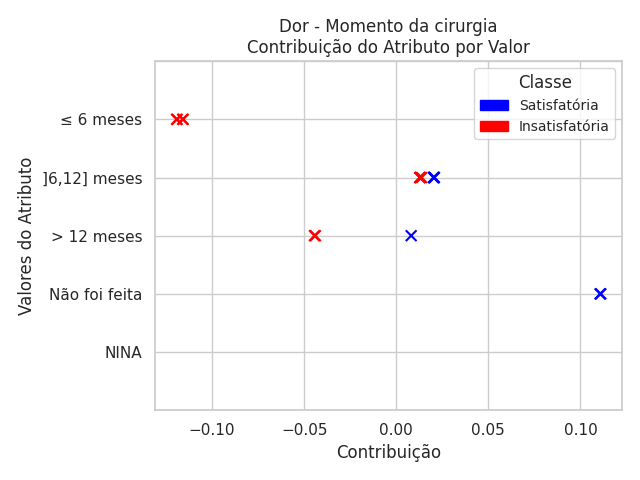 Dor - Momento da cirurgia
Contribuição do Atributo por Valor
Classe
Satisfatória
Insatisfatória
Valores do Atributo
≤ 6 meses
]6,12] meses
> 12 meses
Não foi feita
NINA
−0.10
−0.05
0.00
0.05
0.10
Contribuição